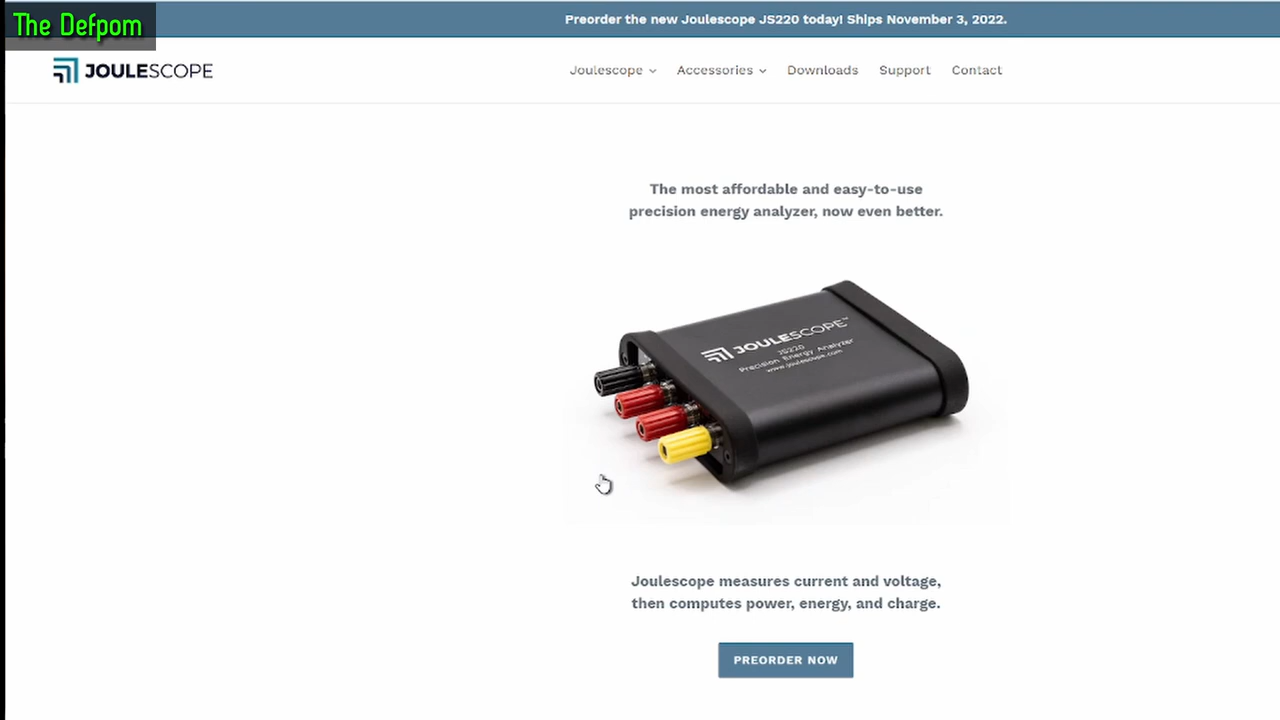 The Defpom
Preorder the new Joulescope JS220 today! Ships November 3, 2022.
JOULESCOPE
Joulescope Accessories Downloads Support Contact
The most affordable and easy-to-use
precision energy analyzer, now even better.
JOULESCOPE™
JS220
Precision Energy Analyzer
www.joulescope.com
Joulescope measures current and voltage,
then computes power, energy, and charge.
PREORDER NOW